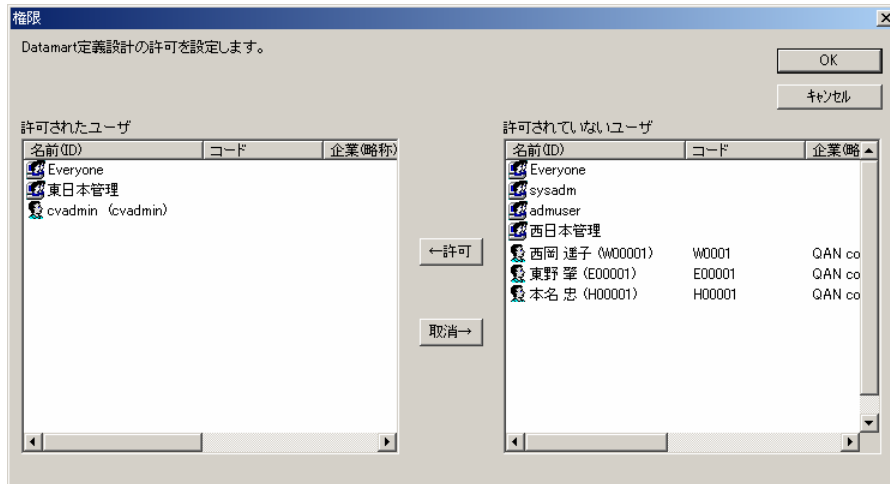 権限
Datamart定義設計の許可を設定します。
OK
キャンセル
許可されたユーザ
名前(ID) コード 企業(略称)
Everyone
東日本管理
cvadmin (cvadmin)
←許可
取消→
許可されていないユーザ
名前(ID) コード 企業(略
Everyone
sysadm
admuser
西日本管理
西岡 遥子 (W00001) W0001 QAN co
東野 肇 (E00001) E00001 QAN co
本名 忠 (H00001) H00001 QAN co